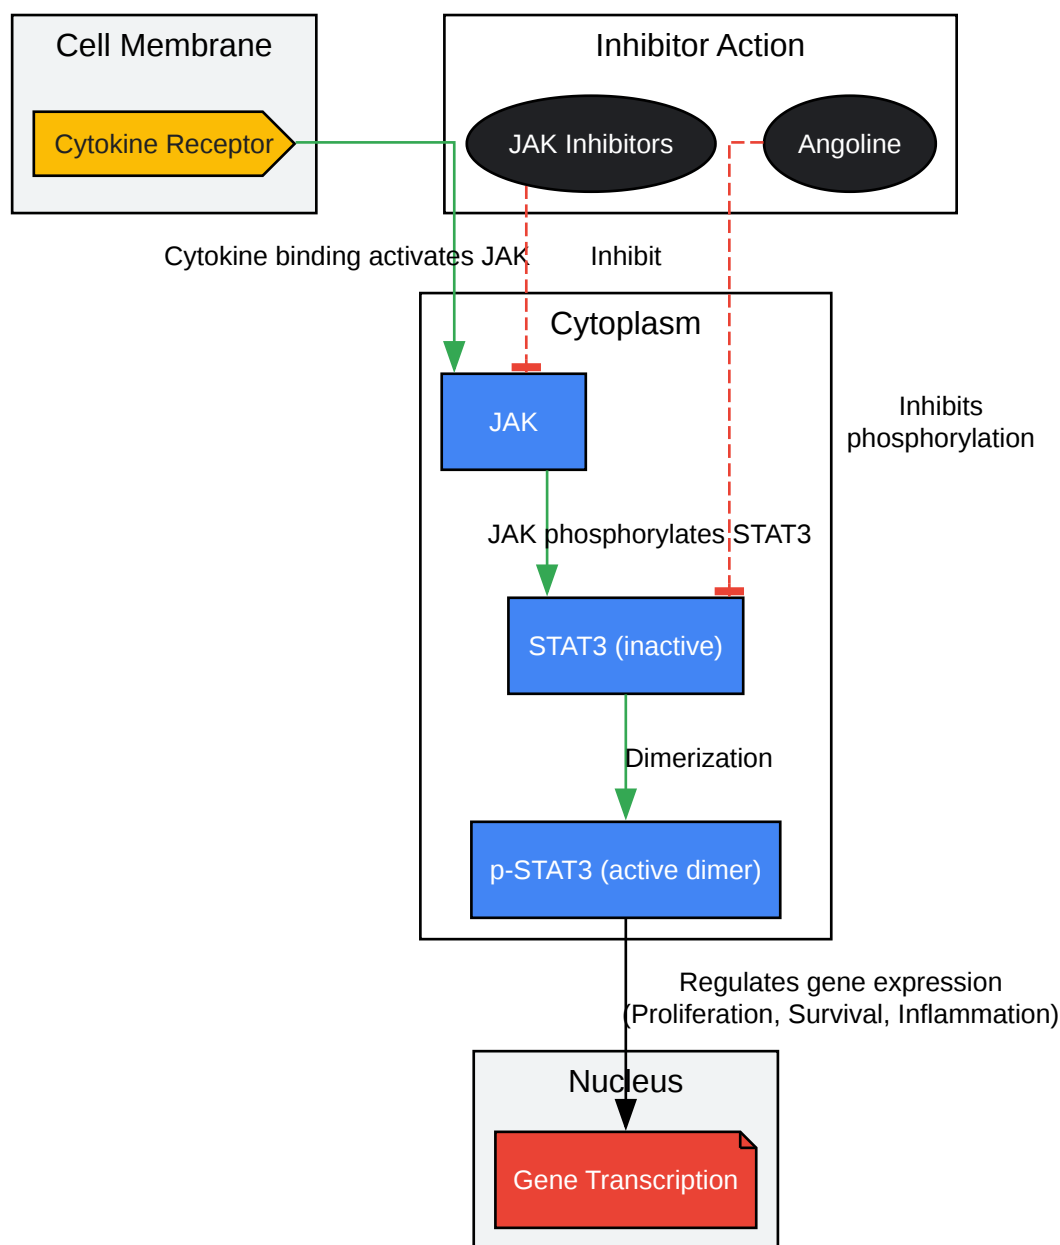 Cell Membrane
Inhibitor Action
Cytokine Receptor
JAK Inhibitors
Angoline
Cytokine binding activates JAK
Inhibit
Cytoplasm
JAK
Inhibits
phosphorylation
JAK phosphorylates STAT3
STAT3 (inactive)
Dimerization
p-STAT3 (active dimer)
Regulates gene expression
(Proliferation, Survival, Inflammation)
Nucleus
Gene Transcription